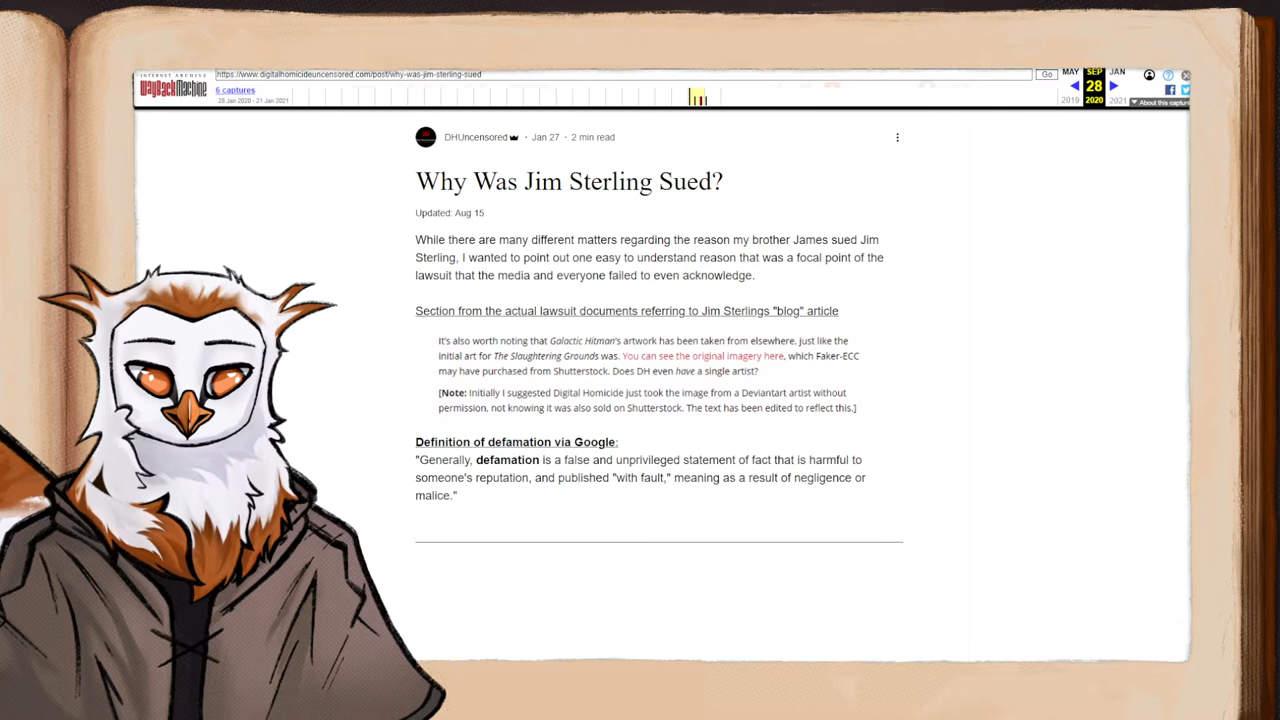 INTERNET ARCHIVE
WayBackMachine
https://www.digitalhomicideuncensored.com/post/why-was-jim-sterling-sued
Go
MAY SEP JAN
6 captures
28
28 Jan 2020 - 21 Jan 2021
2019 2020 2021
About this capture
DHUncensored · Jan 27 · 2 min read
Why Was Jim Sterling Sued?
Updated: Aug 15
While there are many different matters regarding the reason my brother James sued Jim
Sterling, I wanted to point out one easy to understand reason that was a focal point of the
lawsuit that the media and everyone failed to even acknowledge.
Section from the actual lawsuit documents referring to Jim Sterlings "blog" article
It's also worth noting that Galactic Hitman's artwork has been taken from elsewhere, just like the
initial art for The Slaughtering Grounds was. You can see the original imagery here, which Faker-ECC
may have purchased from Shutterstock. Does DH even have a single artist?
[Note: Initially I suggested Digital Homicide just took the image from a Deviantart artist without
permission, not knowing it was also sold on Shutterstock. The text has been edited to reflect this.]
Definition of defamation via Google:
"Generally, defamation is a false and unprivileged statement of fact that is harmful to
someone's reputation, and published "with fault," meaning as a result of negligence or
malice."